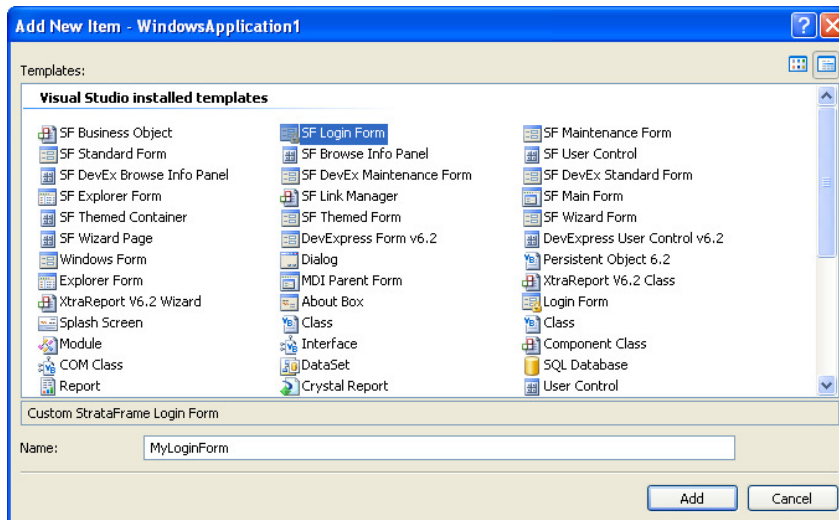 Add New Item - WindowsApplication1
Templates:
Visual Studio installed templates
SF Business Object SF Login Form SF Maintenance Form
SF Standard Form SF Browse Info Panel SF User Control
SF DevEx Browse Info Panel SF DevEx Maintenance Form SF DevEx Standard Form
SF Explorer Form SF Link Manager SF Main Form
SF Themed Container SF Themed Form SF Wizard Form
SF Wizard Page DevExpress Form v6.2 DevExpress User Control v6.2
Windows Form Dialog Persistent Object 6.2
Explorer Form MDI Parent Form XtraReport V6.2 Class
XtraReport V6.2 Wizard About Box Login Form
Splash Screen Class Class
Module Interface Component Class
COM Class DataSet SQL Database
Report Crystal Report User Control
Custom StrataFrame Login Form
Name: MyLoginForm
Add Cancel